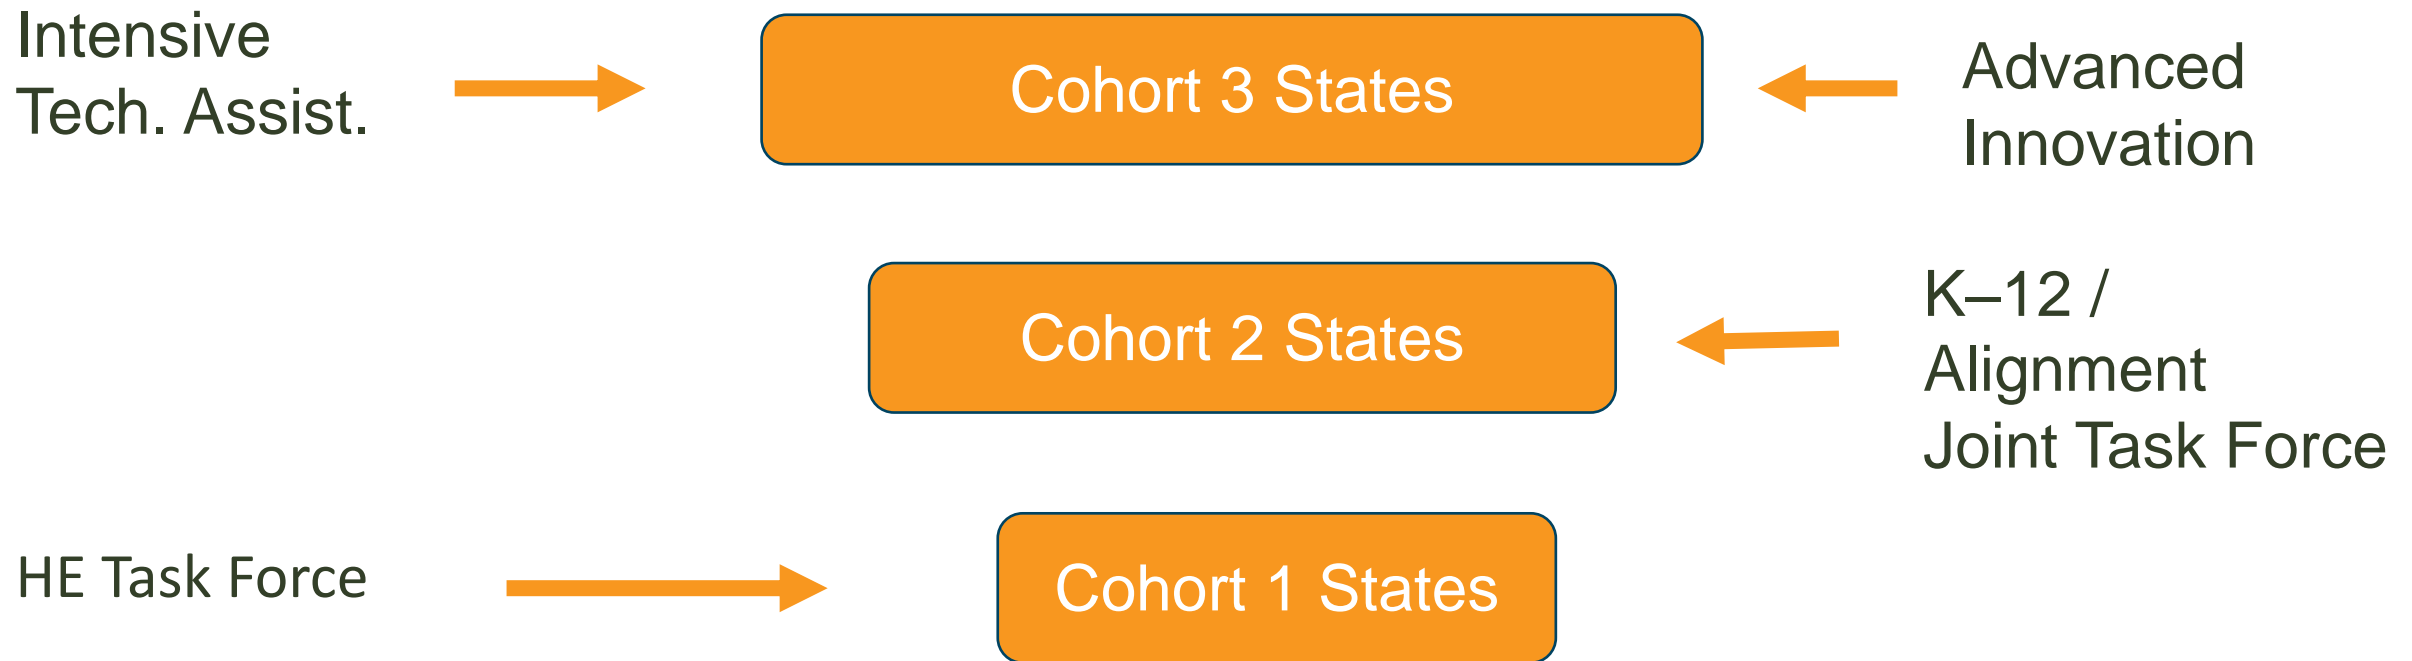 Intensive
Tech. Assist.
Cohort 3 States
Advanced
Innovation
Cohort 2 States
K–12 /
Alignment
Joint Task Force
HE Task Force
Cohort 1 States